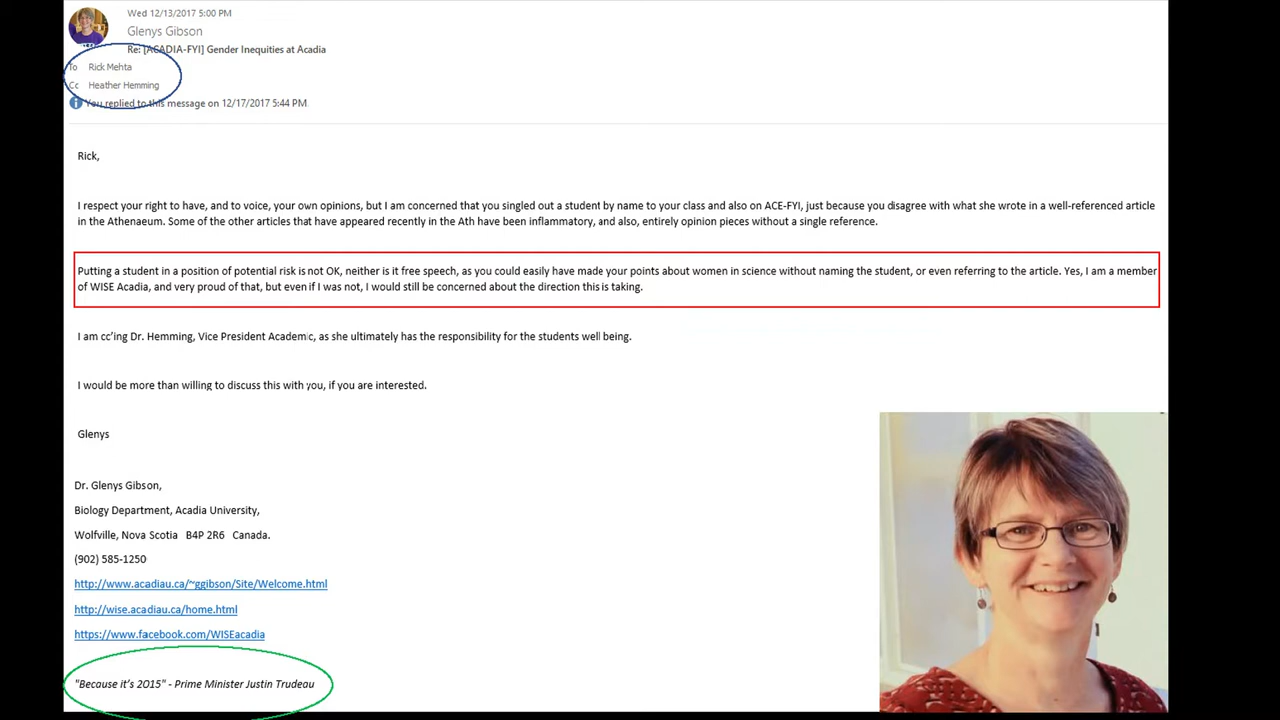 Wed 12/13/2017 5:00 PM
Glenys Gibson
Re: [ACADIA-FYI] Gender Inequities at Acadia
To Rick Mehta
Cc Heather Hemming
You replied to this message on 12/17/2017 5:44 PM.
Rick,
I respect your right to have, and to voice, your own opinions, but I am concerned that you singled out a student by name to your class and also on ACE-FYI, just because you disagree with what she wrote in a well-referenced article
in the Athenaeum. Some of the other articles that have appeared recently in the Ath have been inflammatory, and also, entirely opinion pieces without a single reference.
Putting a student in a position of potential risk is not OK, neither is it free speech, as you could easily have made your points about women in science without naming the student, or even referring to the article. Yes, I am a member
of WISE Acadia, and very proud of that, but even if I was not, I would still be concerned about the direction this is taking.
I am cc'ing Dr. Hemming, Vice President Academic, as she ultimately has the responsibility for the students well being.
I would be more than willing to discuss this with you, if you are interested.
Glenys
Dr. Glenys Gibson,
Biology Department, Acadia University,
Wolfville, Nova Scotia B4P 2R6 Canada.
(902) 585-1250
http://www.acadiau.ca/~ggibson/Site/Welcome.html
http://wise.acadiau.ca/home.html
https://www.facebook.com/WISEacadia
"Because it's 2015" - Prime Minister Justin Trudeau